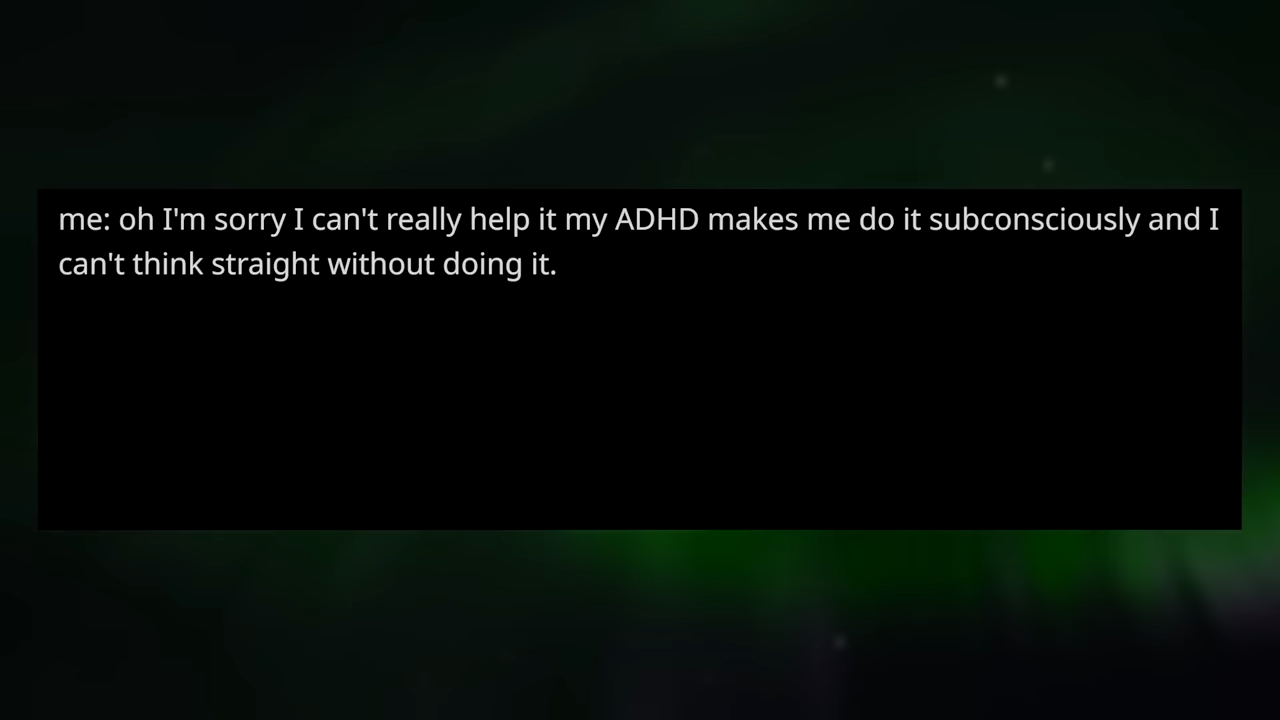 me: oh I'm sorry I can't really help it my ADHD makes me do it subconsciously and I
can't think straight without doing it.